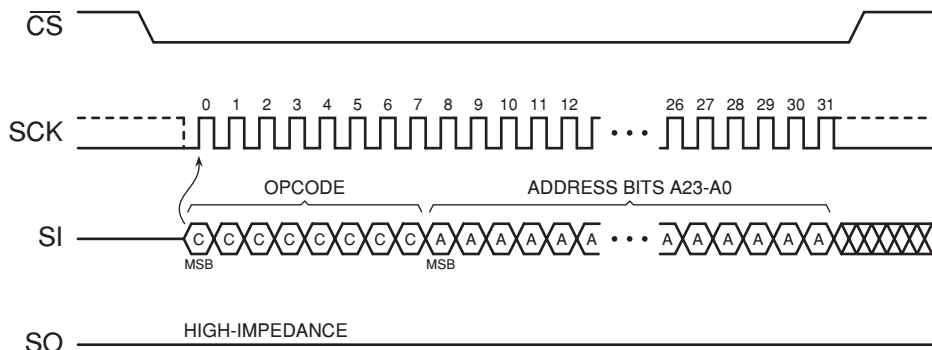 CS
0 1 2 3 4 5 6 7 8 9 10 11 12 26 27 28 29 30 31
SCK
OPCODE ADDRESS BITS A23-A0
SI C C C C C C C C A A A A A A A A A A A A
MSB MSB
HIGH-IMPEDANCE
SO